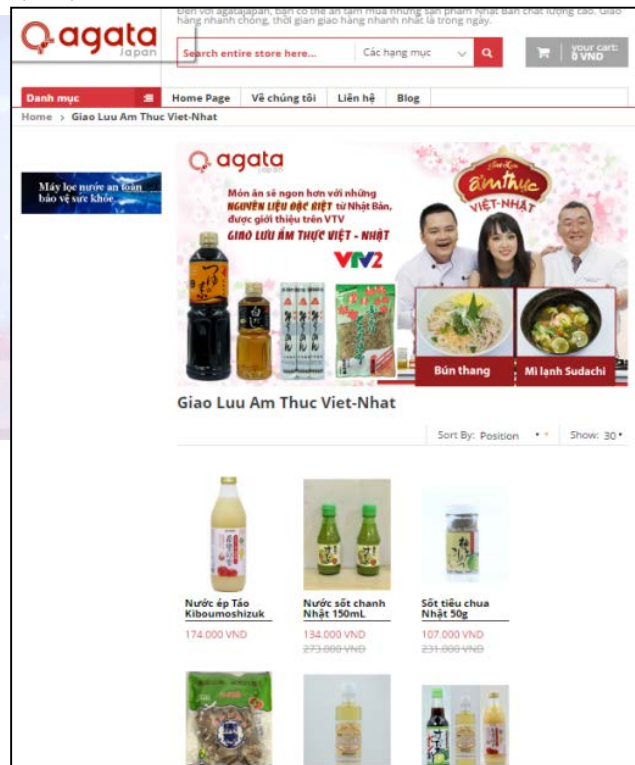 Đến với agatajapan, bạn có thể an tâm mua những sản phẩm Nhật Bản chất lượng cao. Giao
hàng nhanh chóng, thời gian giao hàng nhanh nhất là trong ngày.
agata
Japan
Search entire store here...
Các hạng mục
your cart:
0 VND
Danh mục
Home Page
Về chúng tôi
Liên hệ
Blog
Home > Giao Luu Am Thuc Viet-Nhat
Máy lọc nước an toàn
bảo vệ sức khỏe
agata
Japan
Món ăn sẽ ngon hơn với những
NGUYÊN LIỆU ĐẶC BIỆT từ Nhật Bản,
được giới thiệu trên VTV
GIAO LƯU ẨM THỰC VIỆT - NHẬT
VTV2
ẩm thực
VIỆT-NHẬT
Bún thang
Mì lạnh Sudachi
Giao Luu Am Thuc Viet-Nhat
Sort By: Position
Show: 30
Nước ép Táo
Kiboumoshizuk
174.000 VND
Nước sốt chanh
Nhật 150mL
134.000 VND
273.000 VND
Sốt tiêu chua
Nhật 50g
107.000 VND
231.000 VND